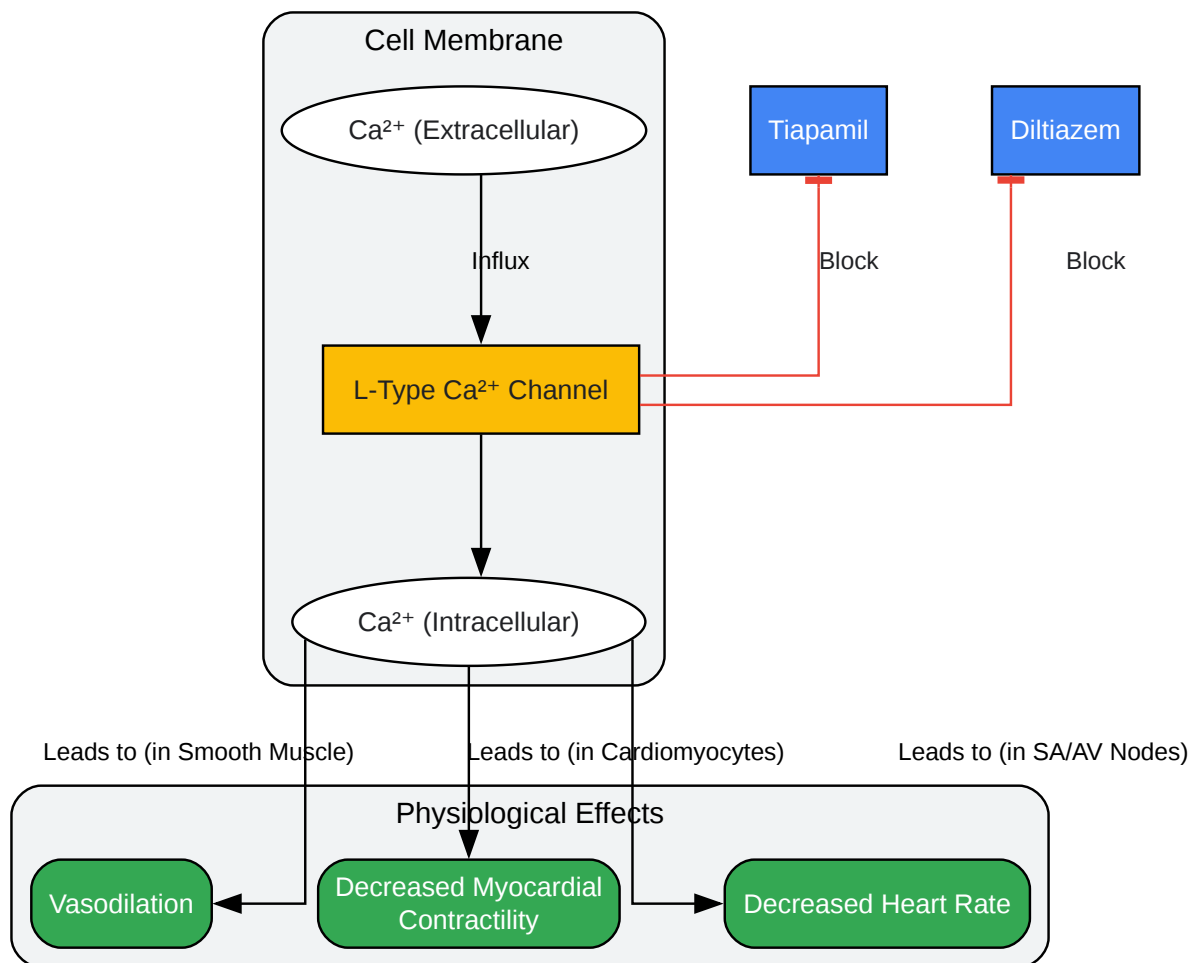 Cell Membrane
Ca²⁺ (Extracellular)
Tiapamil
Diltiazem
Influx
Block
Block
L-Type Ca²⁺ Channel
Ca²⁺ (Intracellular)
Leads to (in Smooth Muscle)
Leads to (in Cardiomyocytes)
Leads to (in SA/AV Nodes)
Physiological Effects
Vasodilation
Decreased Myocardial
Contractility
Decreased Heart Rate